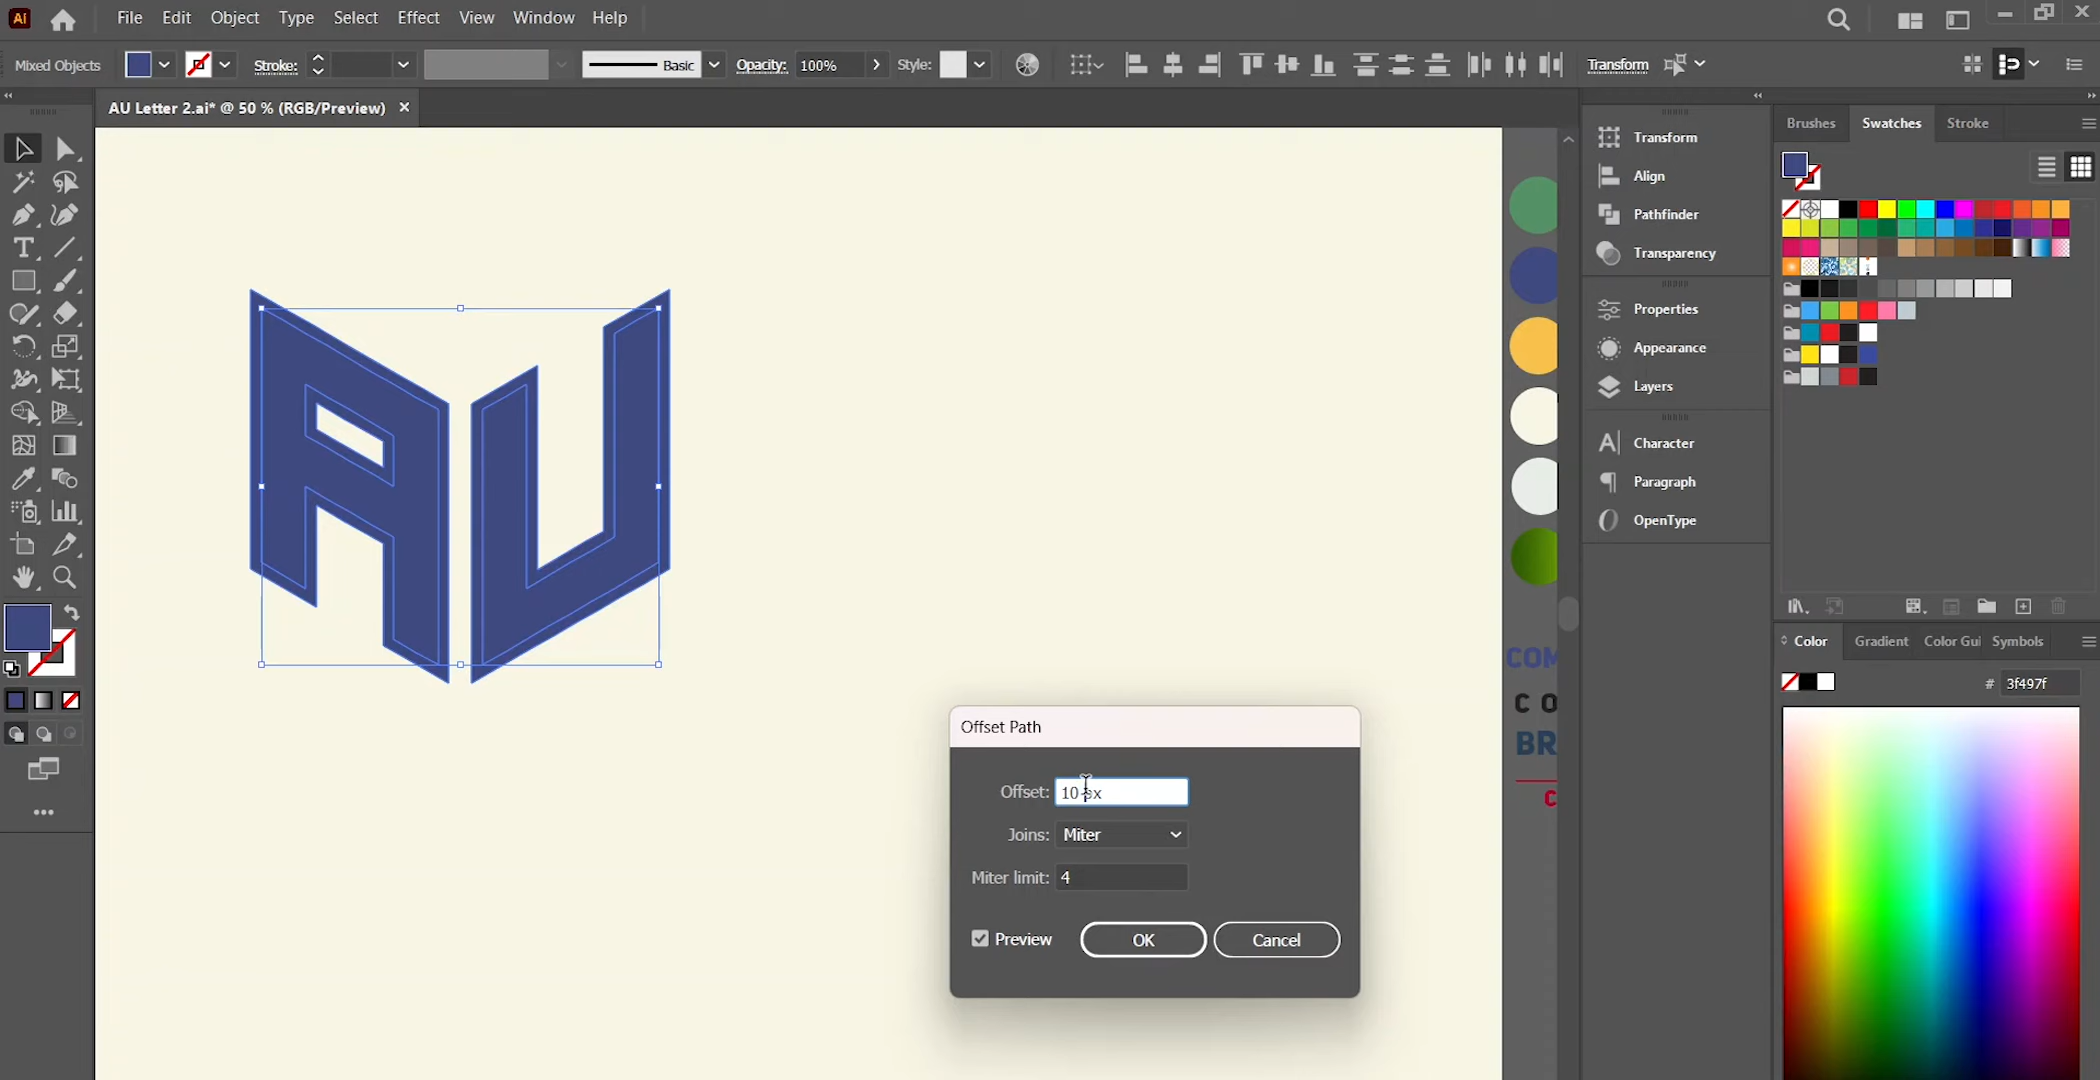 Ai File Edit Object Type Select Effect View Window Help
Mixed Objects Stroke: Basic Opacity: 100% Style: Transform
AU Letter 2.ai* @ 50 % (RGB/Preview) ×
AU
Transform
Align
Pathfinder
Transparency
Properties
Appearance
Layers
Character
Paragraph
OpenType
Brushes Swatches Stroke
Color Gradient Color Gui Symbols
# 3f497f
COM
C O
BR
C
Offset Path
Offset: 10 px
Joins: Miter
Miter limit: 4
Preview OK Cancel